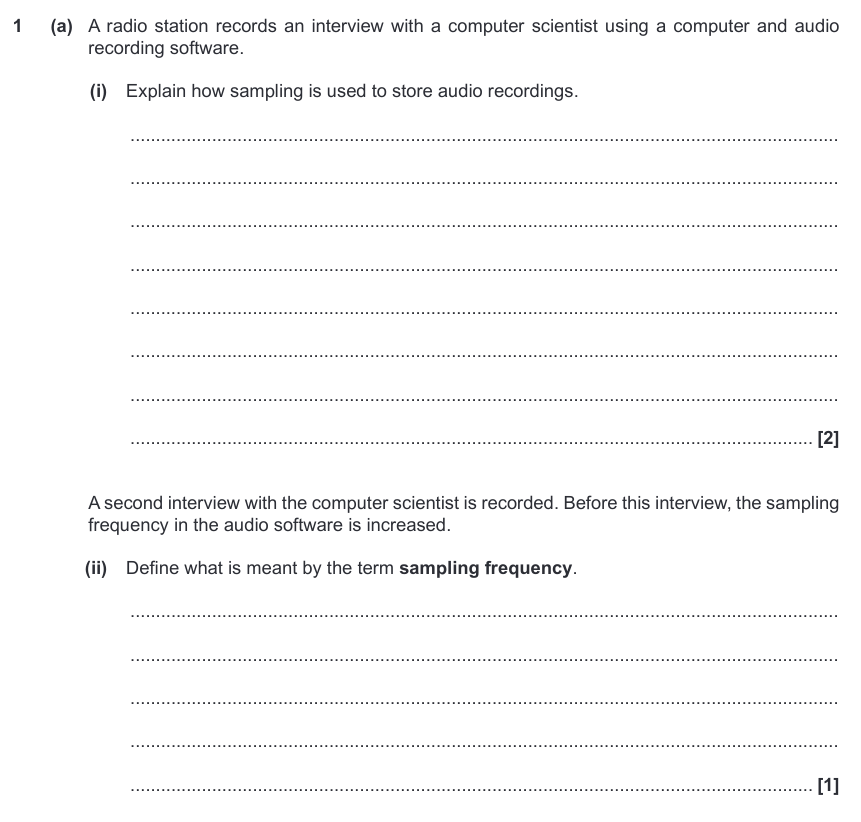 1 (a) A radio station records an interview with a computer scientist using a computer and audio
recording software.
(i) Explain how sampling is used to store audio recordings.
..........................................................................................................................................
..........................................................................................................................................
..........................................................................................................................................
..........................................................................................................................................
..........................................................................................................................................
..........................................................................................................................................
..........................................................................................................................................
...................................................................................................................................... [2]
A second interview with the computer scientist is recorded. Before this interview, the sampling
frequency in the audio software is increased.
(ii) Define what is meant by the term sampling frequency.
..........................................................................................................................................
..........................................................................................................................................
..........................................................................................................................................
..........................................................................................................................................
...................................................................................................................................... [1]